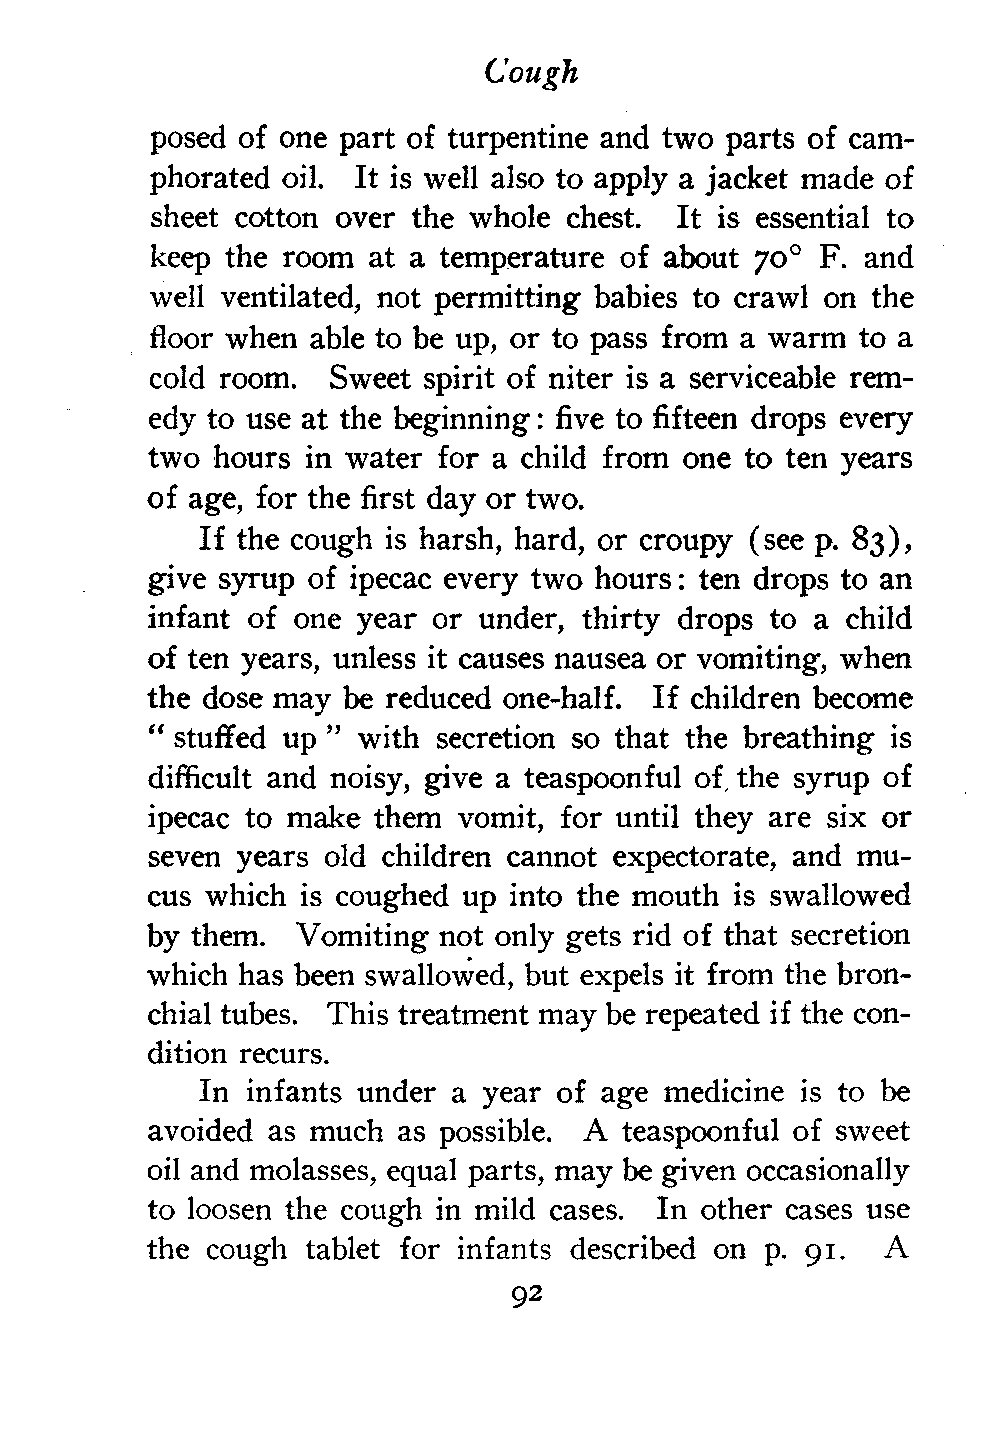 Cough
posed of one part of turpentine and two parts of cam-
phorated oil. It is well also to apply a jacket made of
sheet cotton over the whole chest. It is essential to
keep the room at a temperature of about 70° F. and
well ventilated, not permitting babies to crawl on the
floor when able to be up, or to pass from a warm to a
cold room. Sweet spirit of niter is a serviceable rem-
edy to use at the beginning: five to fifteen drops every
two hours in water for a child from one to ten years
of age, for the first day or two.
If the cough is harsh, hard, or croupy (see p. 83),
give syrup of ipecac every two hours: ten drops to an
infant of one year or under, thirty drops to a child
of ten years, unless it causes nausea or vomiting, when
the dose may be reduced one-half. If children become
“ stuffed up ” with secretion so that the breathing is
difficult and noisy, give a teaspoonful of the syrup of
ipecac to make them vomit, for until they are six or
seven years old children cannot expectorate, and mu-
cus which is coughed up into the mouth is swallowed
by them. Vomiting not only gets rid of that secretion
which has been swallowed, but expels it from the bron-
chial tubes. This treatment may be repeated if the con-
dition recurs.
In infants under a year of age medicine is to be
avoided as much as possible. A teaspoonful of sweet
oil and molasses, equal parts, may be given occasionally
to loosen the cough in mild cases. In other cases use
the cough tablet for infants described on p. 91. A
92